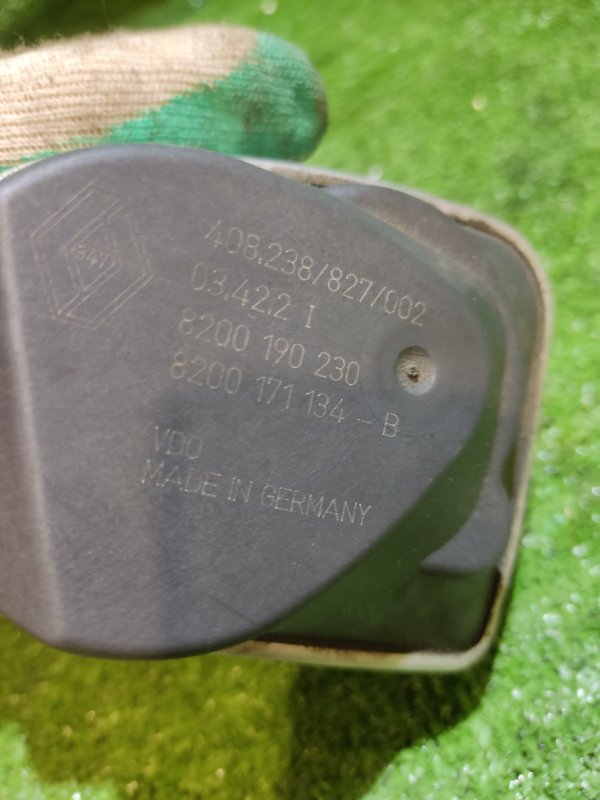 408.238/827/002
03.42.2 I
8200 190 230
8200 171 134 - B
VDO
MADE IN GERMANY